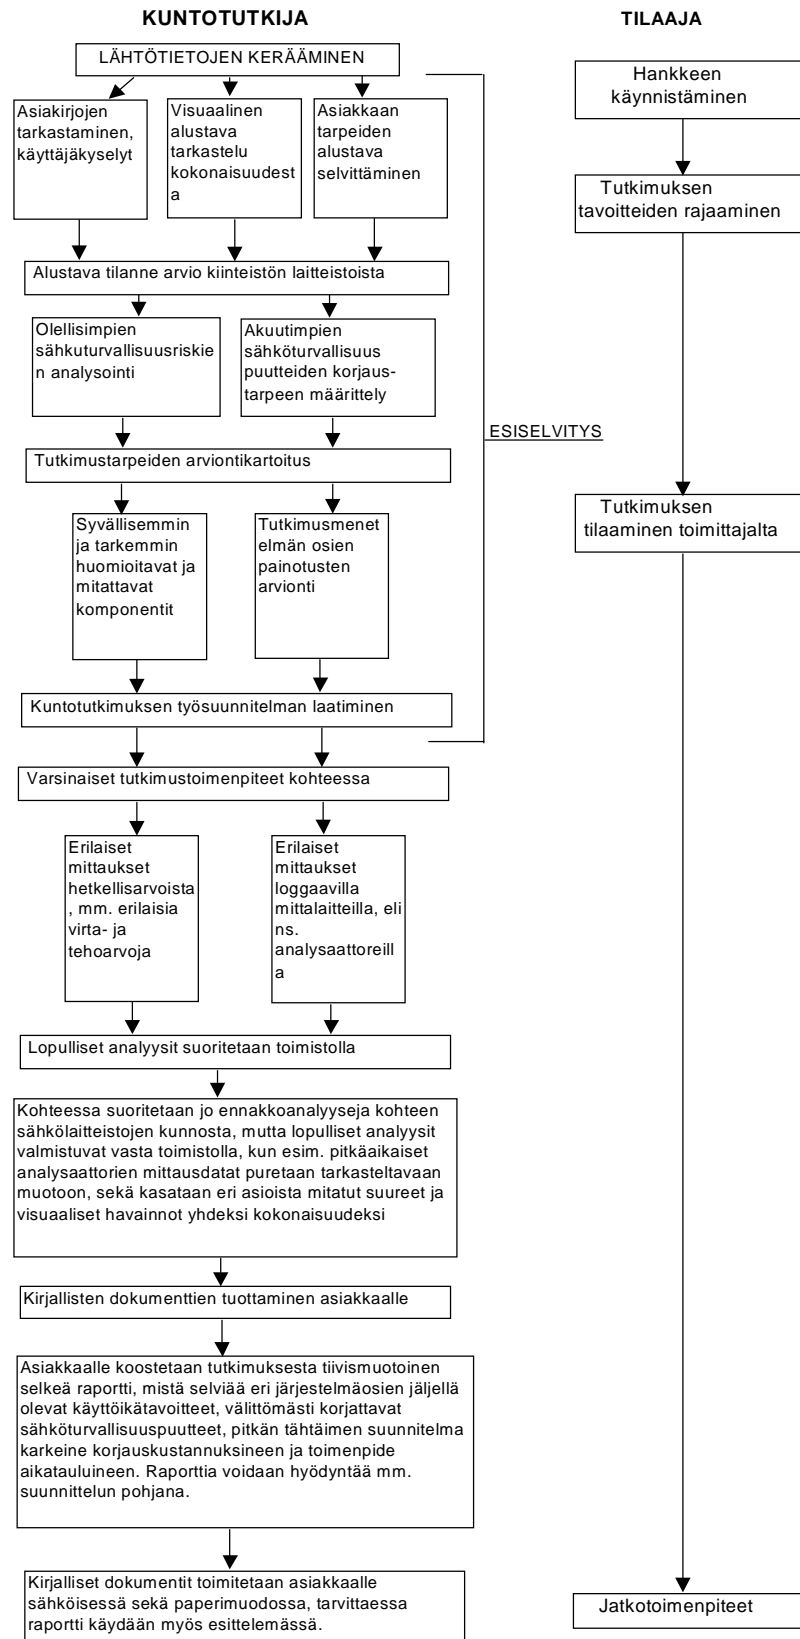 KUNTOTUTKIJA
LÄHTÖTIETOJEN KERÄÄMINEN
Asiakirjojen
tarkastaminen,
käyttäjäkyselyt
Visuaalinen
alustava
tarkastelu
kokonaisuudest
a
Asiakkaan
tarpeiden
alustava
selvittäminen
Alustava tilanne arvio kiinteistön laitteistoista
Olellisimpien
sähkuturvallisuusriskie
n analysointi
Akuutimpien
sähköturvallisuus
puutteiden korjaus-
tarpeen määrittely
ESISELVITYS
Tutkimustarpeiden arviontikartoitus
Syvällisemmin
ja tarkemmin
huomioitavat ja
mitattavat
komponentit
Tutkimusmenet
elmän osien
painotusten
arvionti
Kuntotutkimuksen työsuunnitelman laatiminen
Varsinaiset tutkimustoimenpiteet kohteessa
Erilaiset
mittaukset
hetkellisarvoista
, mm. erilaisia
virta- ja
tehoarvoja
Erilaiset
mittaukset
loggaavilla
mittalaitteilla, eli
ns.
analysaattoreill
a
Lopulliset analyysit suoritetaan toimistolla
Kohteessa suoritetaan jo ennakkoanalyyseja kohteen
sähkölaitteistojen kunnosta, mutta lopulliset analyysit
valmistuvat vasta toimistolla, kun esim. pitkäaikaiset
analysaattorien mittausdatat puretaan tarkasteltavaan
muotoon, sekä kasataan eri asioista mitatut suureet ja
visuaaliset havainnot yhdeksi kokonaisuudeksi
Kirjallisten dokumenttien tuottaminen asiakkaalle
Asiakkaalle koostetaan tutkimuksesta tiivismuotoinen
selkeä raportti, mistä selviää eri järjestelmäosien jäljellä
olevat käyttöikätavoitteet, välittömästi korjattavat
sähköturvallisuuspuutteet, pitkän tähtäimen suunnitelma
karkeine korjauskustannuksineen ja toimenpide
aikatauluineen. Raporttia voidaan hyödyntää mm.
suunnittelun pohjana.
Kirjalliset dokumentit toimitetaan asiakkaalle
sähköisessä sekä paperimuodossa, tarvittaessa
raportti käydään myös esittelemässä.
TILAAJA
Hankkeen
käynnistäminen
Tutkimuksen
tavoitteiden rajaaminen
Tutkimuksen
tilaaminen toimittajalta
Jatkotoimenpiteet